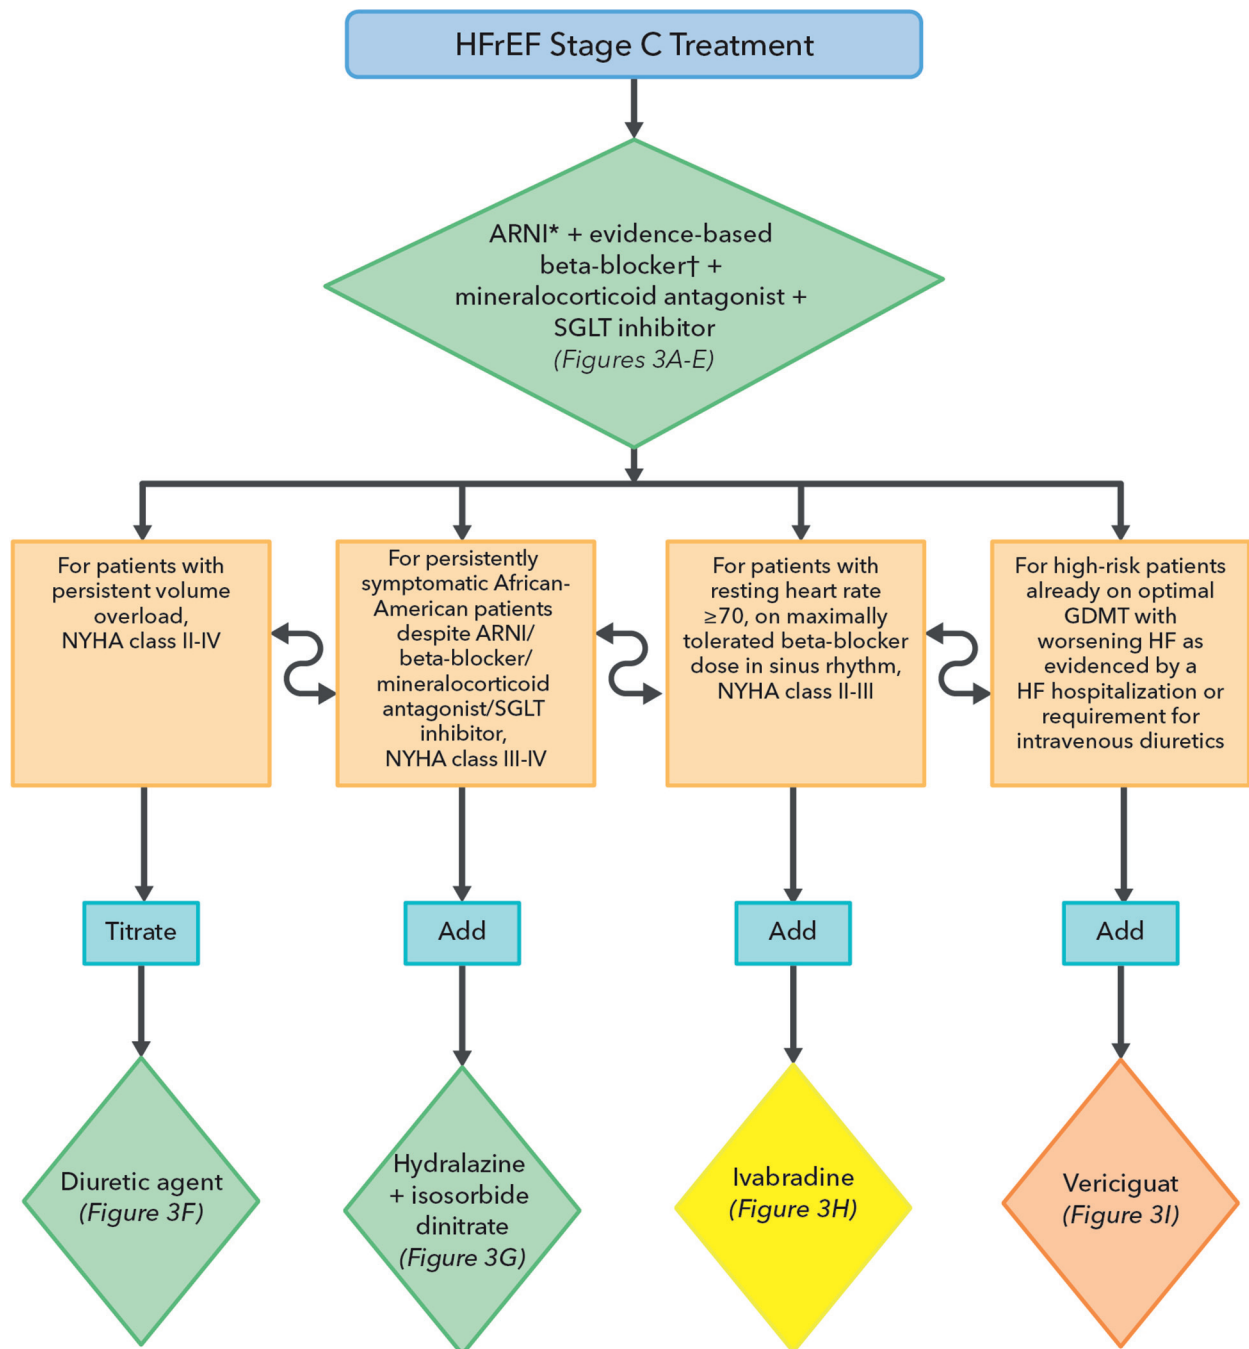 HFrEF Stage C Treatment
ARNI* + evidence-based
beta-blocker† +
mineralocorticoid antagonist +
SGLT inhibitor
(Figures 3A-E)
For patients with
persistent volume
overload,
NYHA class II-IV
For persistently
symptomatic African-
American patients
despite ARNI/
beta-blocker/
mineralocorticoid
antagonist/SGLT
inhibitor,
NYHA class III-IV
For patients with
resting heart rate
≥70, on maximally
tolerated beta-blocker
dose in sinus rhythm,
NYHA class II-III
For high-risk patients
already on optimal
GDMT with
worsening HF as
evidenced by a
HF hospitalization or
requirement for
intravenous diuretics
Titrate
Add
Add
Add
Diuretic agent
(Figure 3F)
Hydralazine
+ isosorbide
dinitrate
(Figure 3G)
Ivabradine
(Figure 3H)
Vericiguat
(Figure 3I)